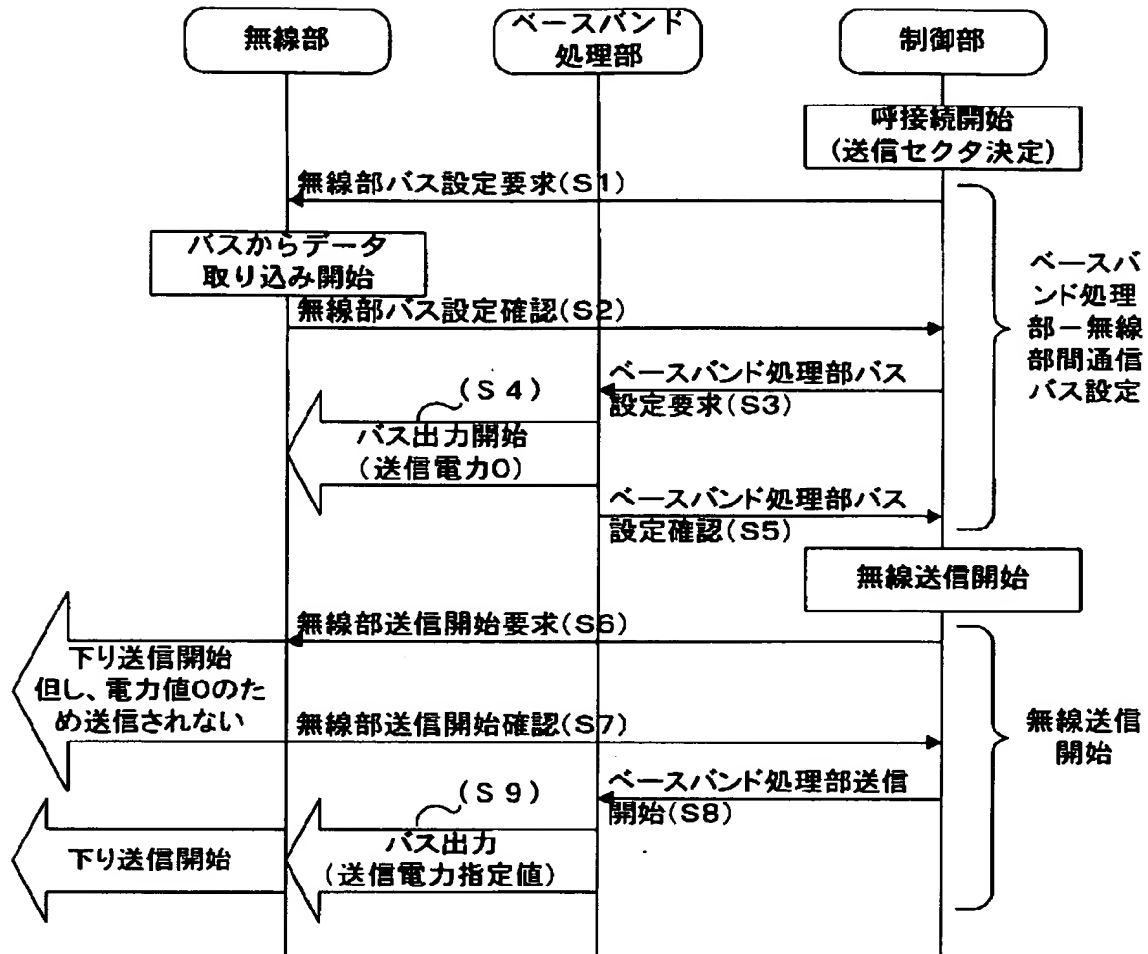 無線部
ベースバンド
処理部
制御部
呼接続開始
(送信セクタ決定)
無線部バス設定要求(S1)
バスからデータ
取り込み開始
無線部バス設定確認(S2)
ベースバンド処理部バス
設定要求(S3)
(S4)
バス出力開始
(送信電力0)
ベースバンド処理部バス
設定確認(S5)
ベースバ
ンド処理
部-無線
部間通信
バス設定
無線送信開始
無線部送信開始要求(S6)
下り送信開始
但し、電力値0のた
め送信されない
無線部送信開始確認(S7)
ベースバンド処理部送信
開始(S8)
(S9)
バス出力
(送信電力指定値)
下り送信開始
無線送信
開始